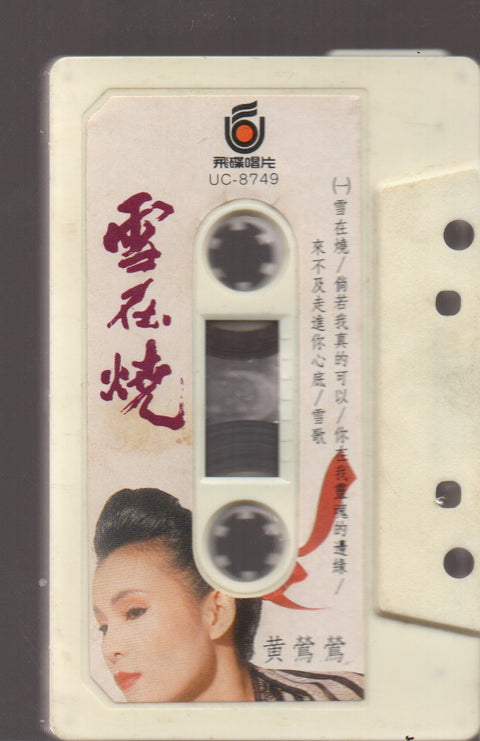 飛碟唱片
UC-8749
雪在燒
㈠雪在燒/倘若我真的可以/你在我靈魂的邊緣/
來不及走進你心底/雪歌
黄鶯鶯